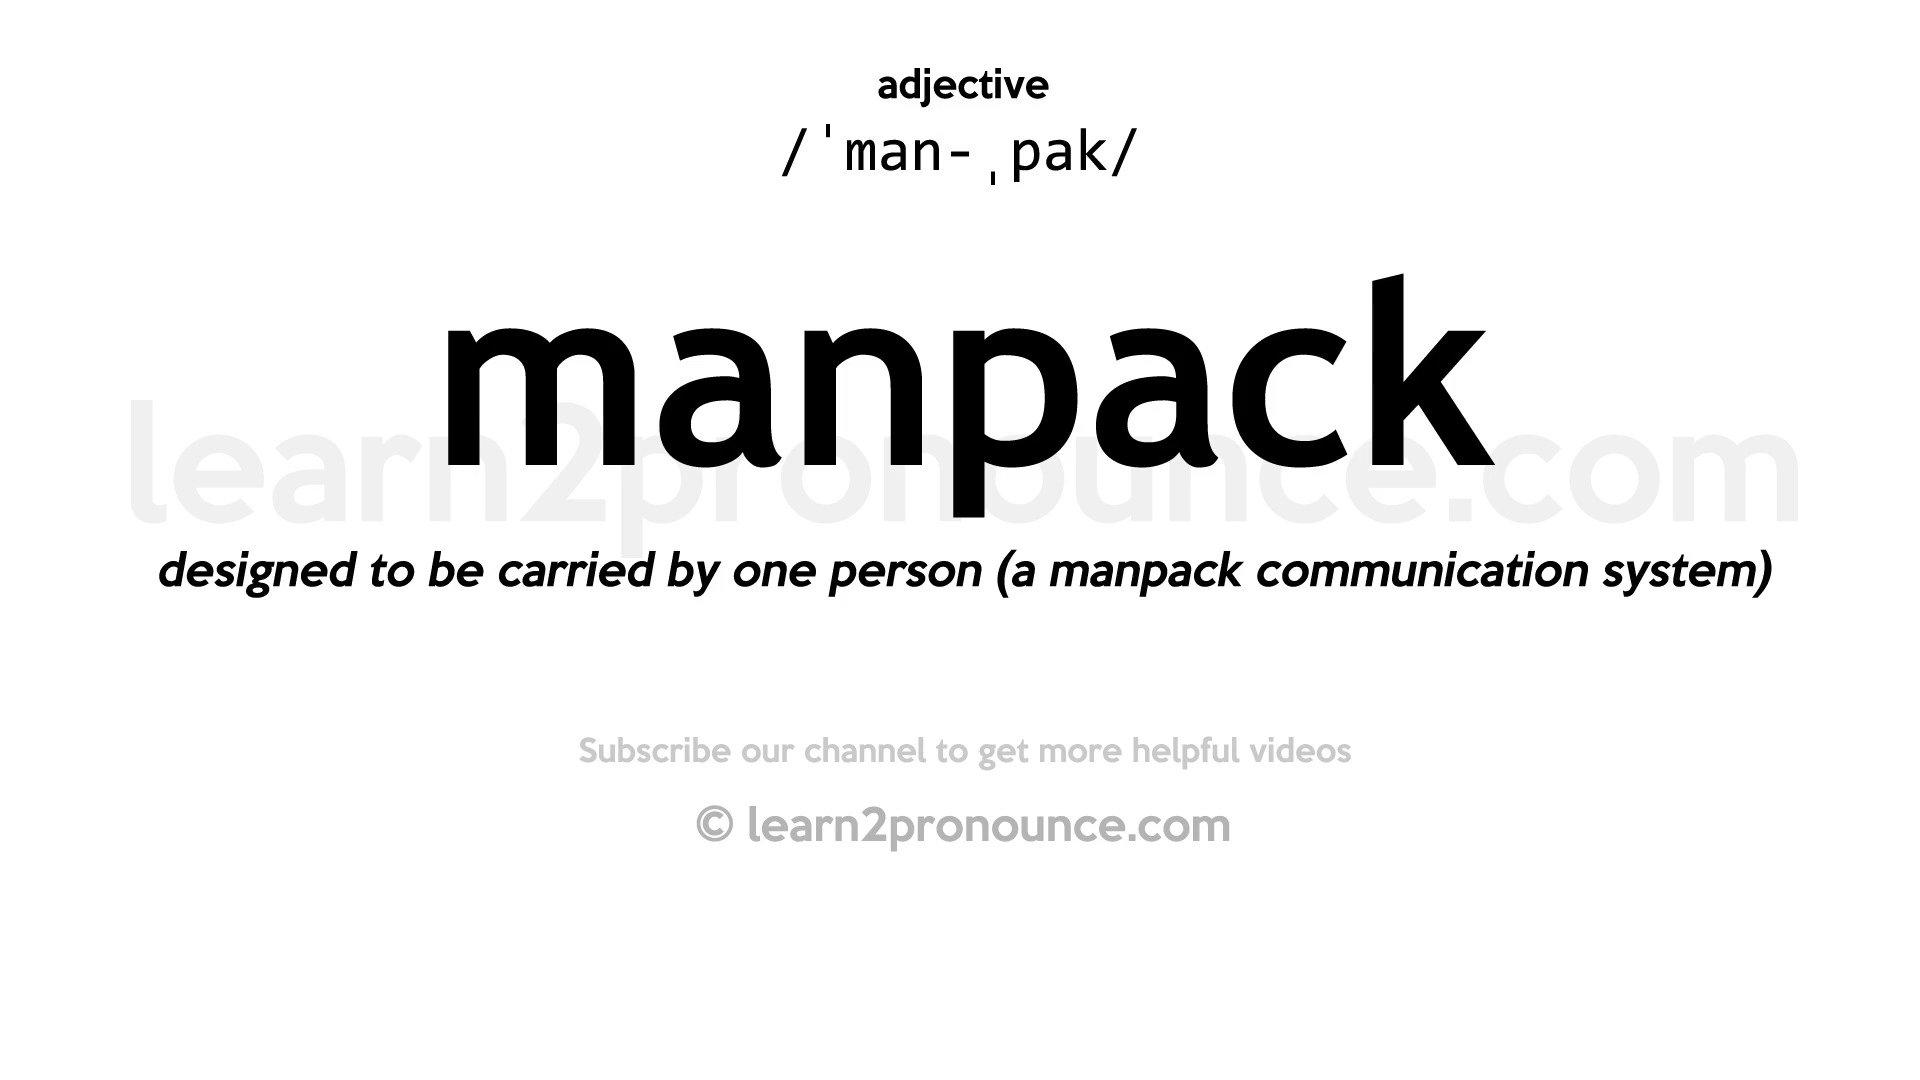 adjective
/ˈman-ˌpak/
manpack
learn2pronounce.com
designed to be carried by one person (a manpack communication system)
Subscribe our channel to get more helpful videos
© learn2pronounce.com